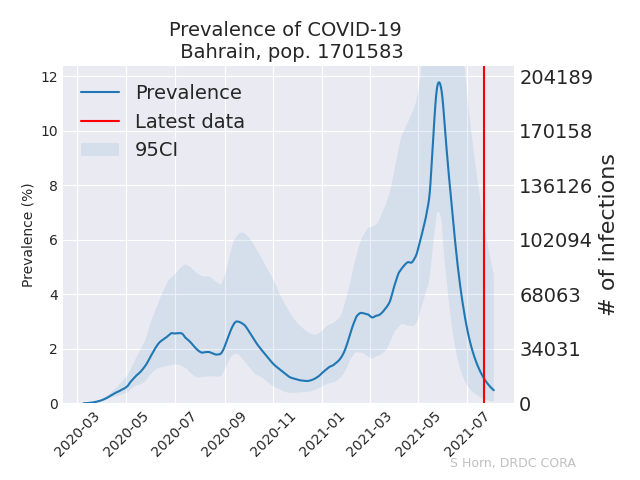 Prevalence of COVID-19
Bahrain, pop. 1701583
Prevalence
Latest data
95CI
12
10
8
6
4
2
0
Prevalence (%)
204189
170158
136126
102094
68063
34031
0
# of infections
2020-03
2020-05
2020-07
2020-09
2020-11
2021-01
2021-03
2021-05
2021-07
S Horn, DRDC CORA